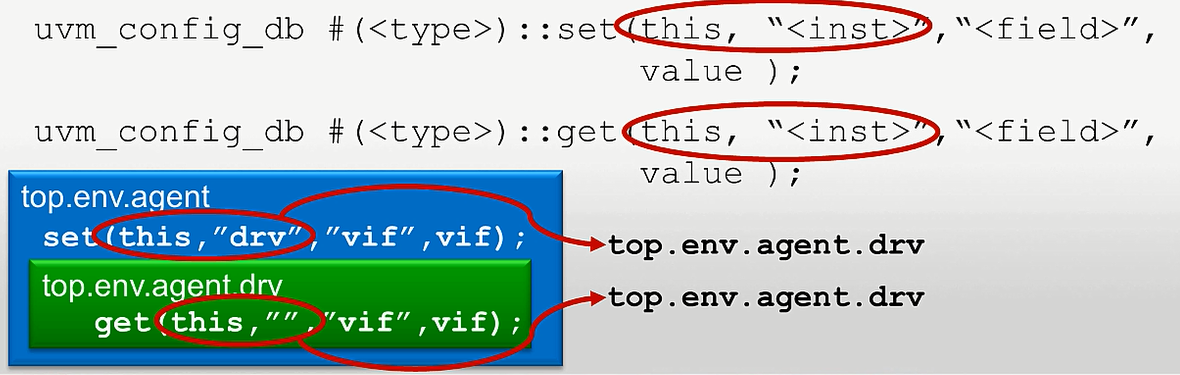 uvm_config_db #(<type>)::set(this, “<inst>”,“<field>”,
value );
uvm_config_db #(<type>)::get(this, “<inst>”,“<field>”,
value );
top.env.agent
set(this,”drv”,”vif”,vif);
top.env.agent.drv
top.env.agent.drv
get(this,””,”vif”,vif);
top.env.agent.drv